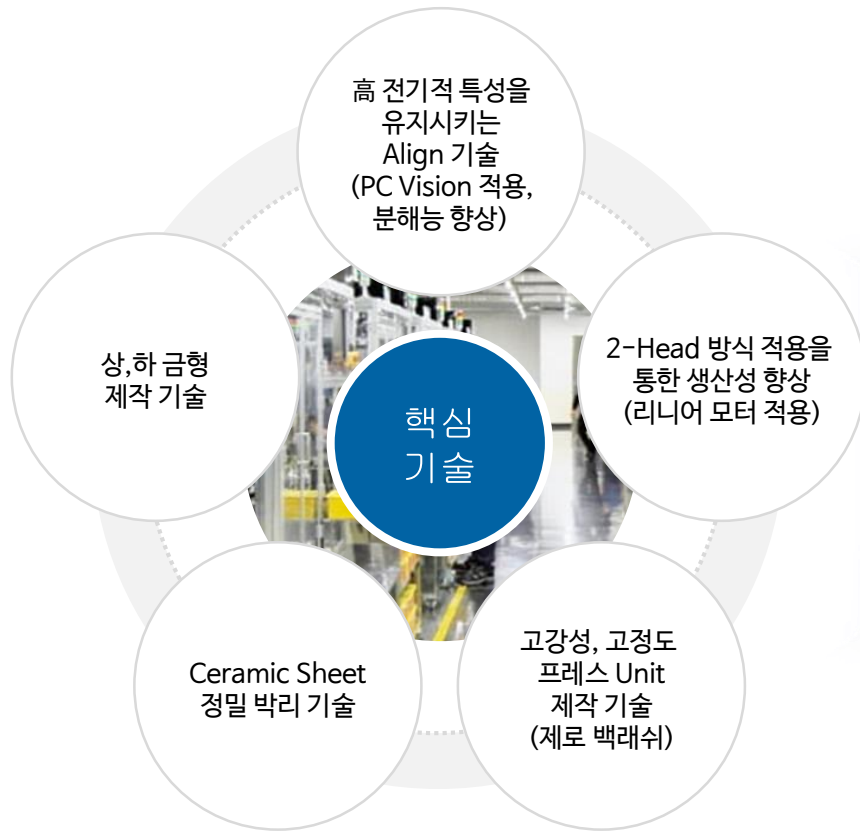 高 전기적 특성을
유지시키는
Align 기술
(PC Vision 적용,
분해능 향상)
2-Head 방식 적용을
통한 생산성 향상
(리니어 모터 적용)
고강성, 고정도
프레스 Unit
제작 기술
(제로 백래쉬)
Ceramic Sheet
정밀 박리 기술
상,하 금형
제작 기술
핵심
기술